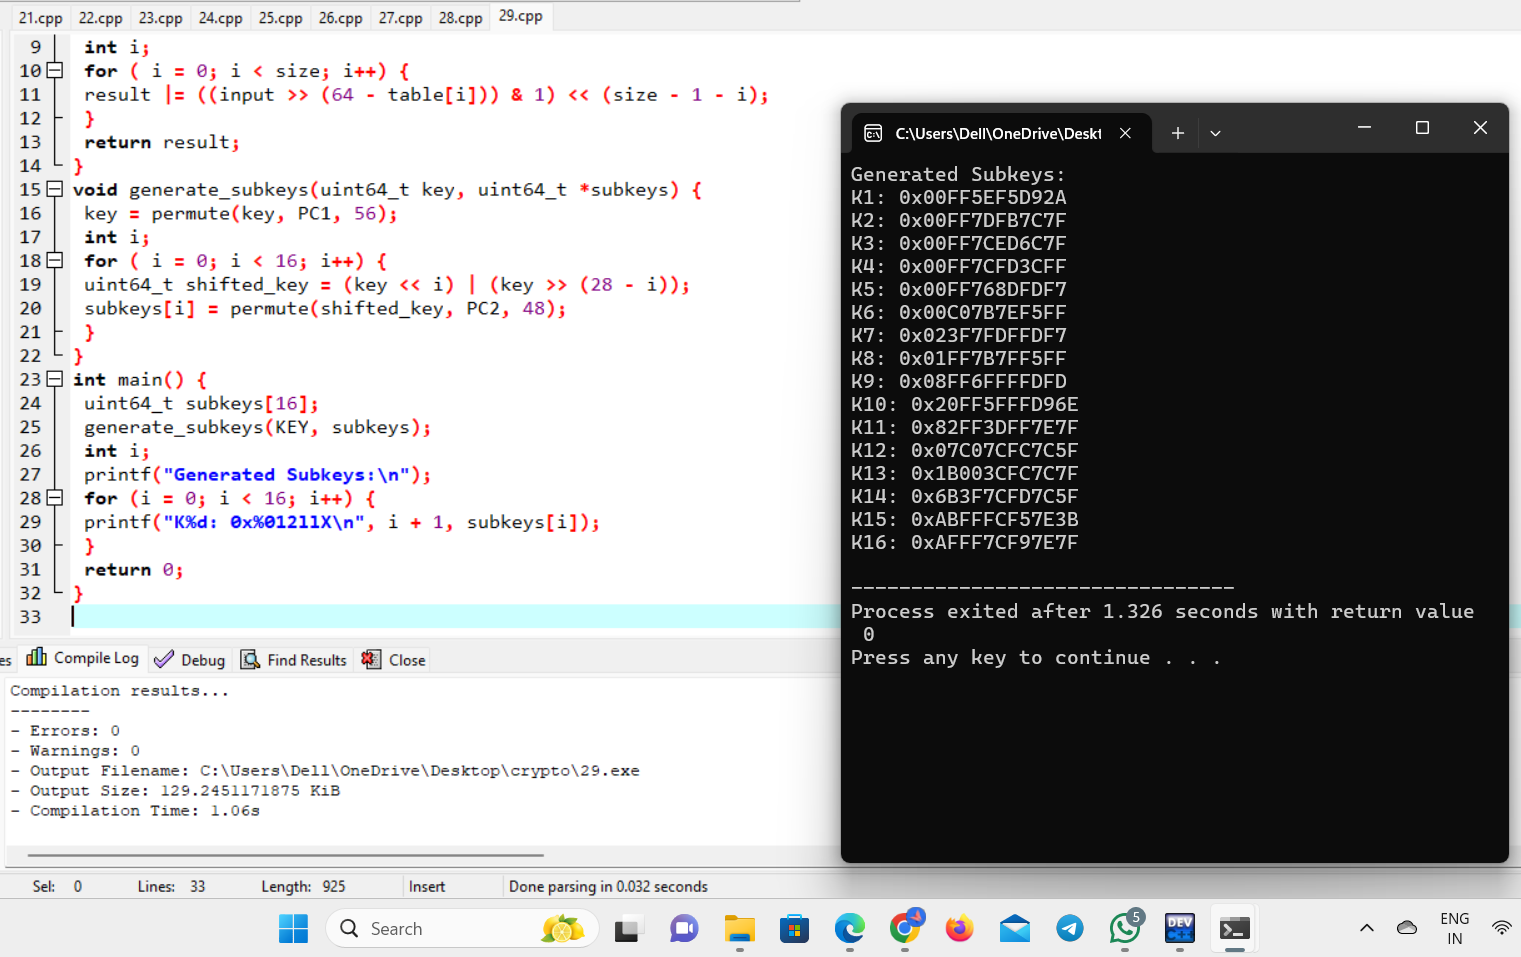 21.cpp 22.cpp 23.cpp 24.cpp 25.cpp 26.cpp 27.cpp 28.cpp 29.cpp
9 int i;
10 for ( i = 0; i < size; i++) {
11 result |= ((input >> (64 - table[i])) & 1) << (size - 1 - i);
12 }
13 return result;
14 }
15 void generate_subkeys(uint64_t key, uint64_t *subkeys) {
16 key = permute(key, PC1, 56);
17 int i;
18 for ( i = 0; i < 16; i++) {
19 uint64_t shifted_key = (key << i) | (key >> (28 - i));
20 subkeys[i] = permute(shifted_key, PC2, 48);
21 }
22 }
23 int main() {
24 uint64_t subkeys[16];
25 generate_subkeys(KEY, subkeys);
26 int i;
27 printf("Generated Subkeys:\n");
28 for (i = 0; i < 16; i++) {
29 printf("K%d: 0x%012llX\n", i + 1, subkeys[i]);
30 }
31 return 0;
32 }
33
C:\Users\Dell\OneDrive\Deskt
Generated Subkeys:
K1: 0x00FF5EF5D92A
K2: 0x00FF7DFB7C7F
K3: 0x00FF7CED6C7F
K4: 0x00FF7CFD3CFF
K5: 0x00FF768DFDF7
K6: 0x00C07B7EF5FF
K7: 0x023F7FDFFDF7
K8: 0x01FF7B7FF5FF
K9: 0x08FF6FFFFDFD
K10: 0x20FF5FFFD96E
K11: 0x82FF3DFF7E7F
K12: 0x07C07CFC7C5F
K13: 0x1B003CFC7C7F
K14: 0x6B3F7CFD7C5F
K15: 0xABFFFCF57E3B
K16: 0xAFFF7CF97E7F
--------------------------------
Process exited after 1.326 seconds with return value
0
Press any key to continue . . .
es Compile Log Debug Find Results Close
Compilation results...
--------
- Errors: 0
- Warnings: 0
- Output Filename: C:\Users\Dell\OneDrive\Desktop\crypto\29.exe
- Output Size: 129.2451171875 KiB
- Compilation Time: 1.06s
Sel: 0 Lines: 33 Length: 925 Insert Done parsing in 0.032 seconds
Search
5
DEV
C++
ENG
IN